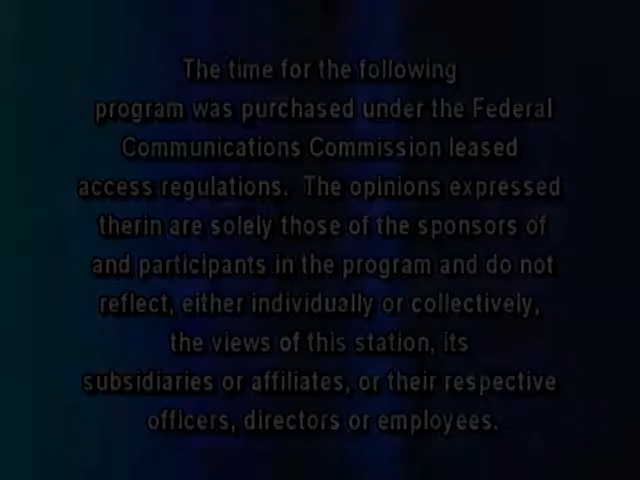 The time for the following
program was purchased under the Federal
Communications Commission leased
access regulations. The opinions expressed
therin are solely those of the sponsors of
and participants in the program and do not
reflect, either individually or collectively,
the views of this station, its
subsidiaries or affiliates, or their respective
officers, directors or employees.